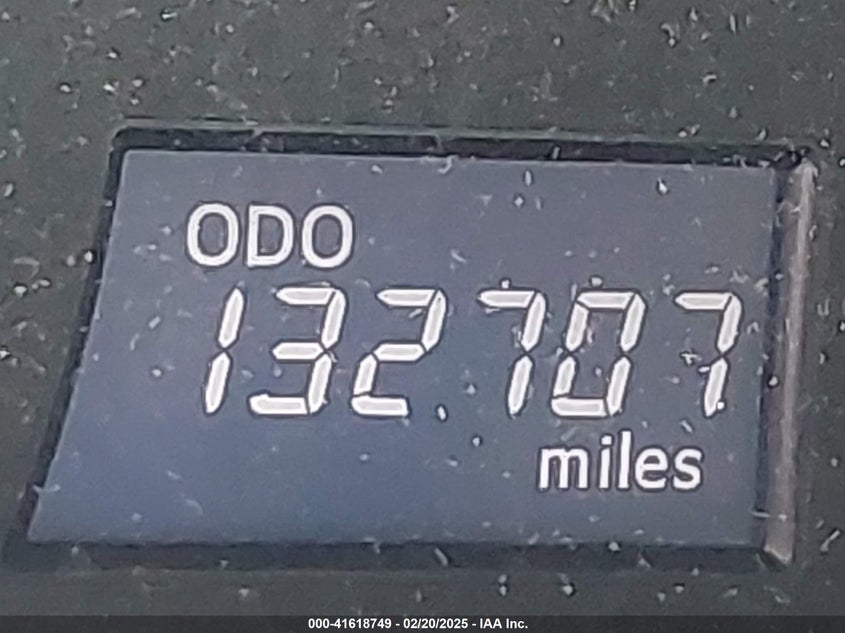 ODO
132707
miles
000-41618749 - 02/20/2025 - IAA Inc.